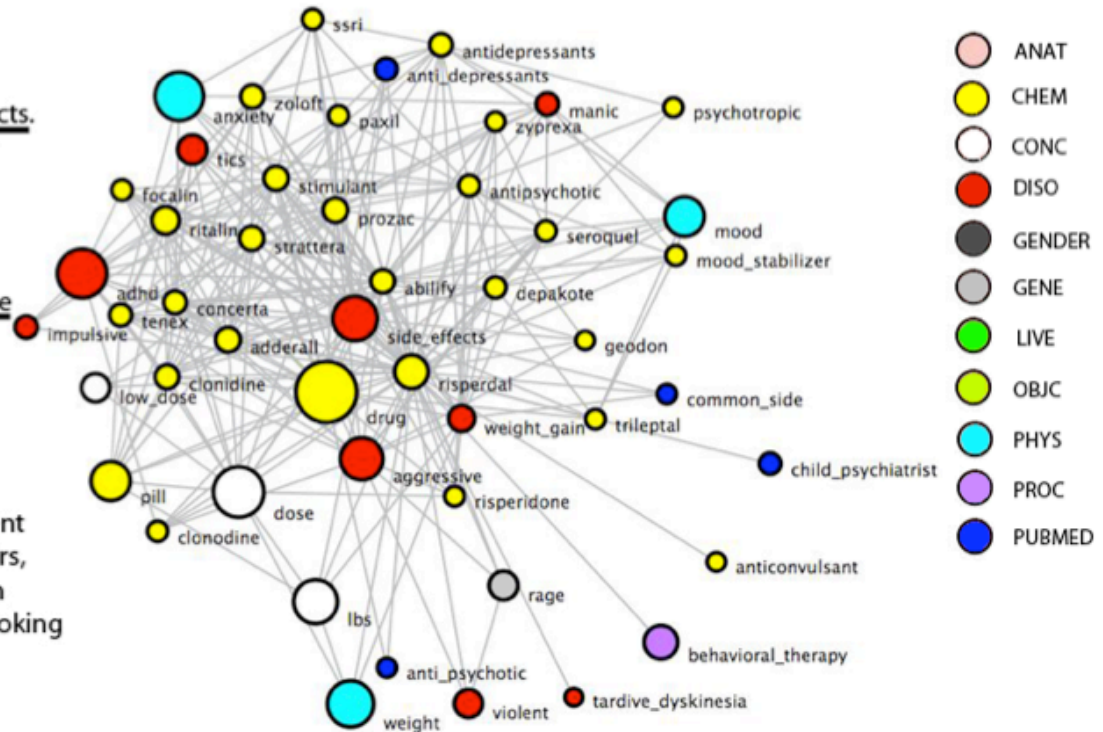 cts.
e
nt
rs,
n
oking
ssri
antidepressants
anti_depressants
anxiety
zoloft
paxil
manic
zyprexa
psychotropic
tics
stimulant
antipsychotic
focalin
ritalin
prozac
strattera
seroquel
mood
mood_stabilizer
adhd
concerta
abilify
depakote
tenex
impulsive
adderall
side_effects
geodon
low_dose
clonidine
drug
risperdal
common_side
weight_gain
trileptal
child_psychiatrist
aggressive
pill
dose
risperidone
clonodine
anticonvulsant
rage
lbs
behavioral_therapy
anti_psychotic
tardive_dyskinesia
weight
violent
ANAT
CHEM
CONC
DISO
GENDER
GENE
LIVE
OBJC
PHYS
PROC
PUBMED